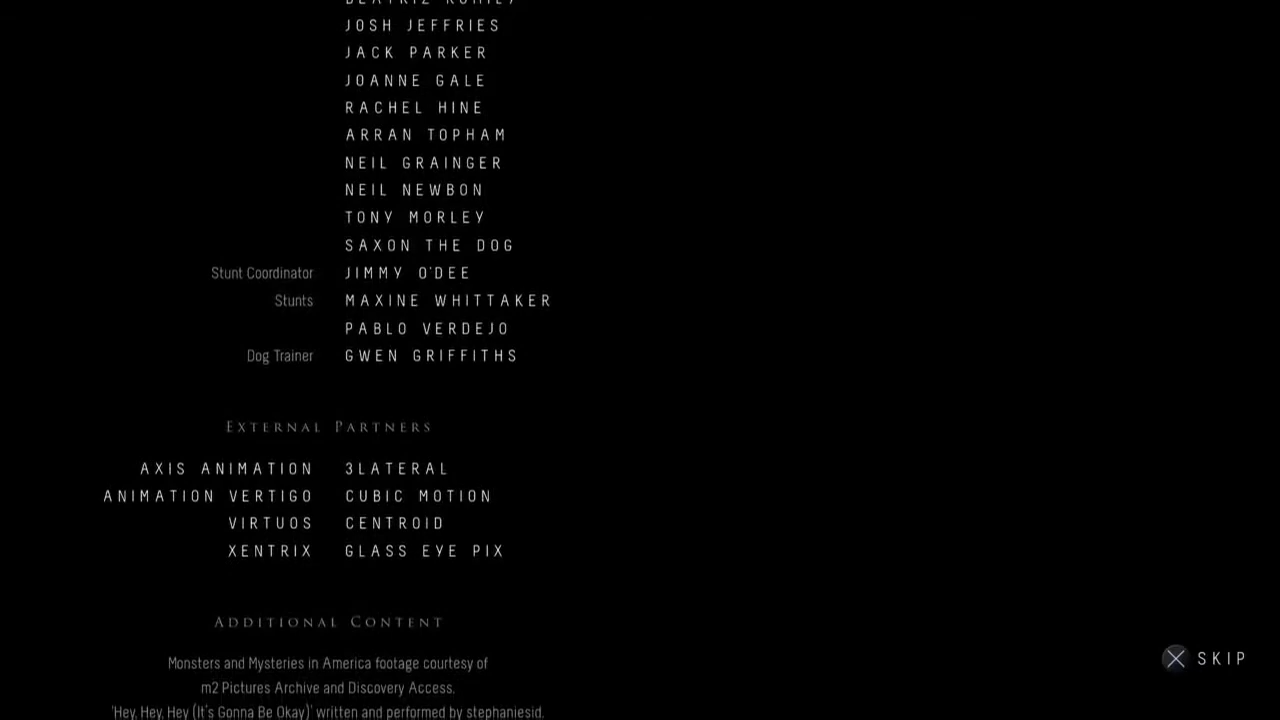 JOSH JEFFRIES
JACK PARKER
JOANNE GALE
RACHEL HINE
ARRAN TOPHAM
NEIL GRAINGER
NEIL NEWBON
TONY MORLEY
SAXON THE DOG
Stunt Coordinator JIMMY O'DEE
Stunts MAXINE WHITTAKER
PABLO VERDEJO
Dog Trainer GWEN GRIFFITHS
EXTERNAL PARTNERS
AXIS ANIMATION 3LATERAL
ANIMATION VERTIGO CUBIC MOTION
VIRTUOS CENTROID
XENTRIX GLASS EYE PIX
ADDITIONAL CONTENT
Monsters and Mysteries in America footage courtesy of
m2 Pictures Archive and Discovery Access.
'Hey, Hey, Hey (It's Gonna Be Okay)' written and performed by stephaniesid.
SKIP